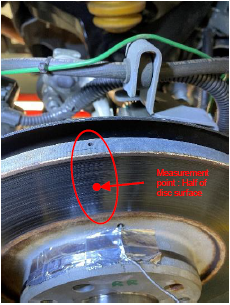 Measurement
point : Half of
disc surface